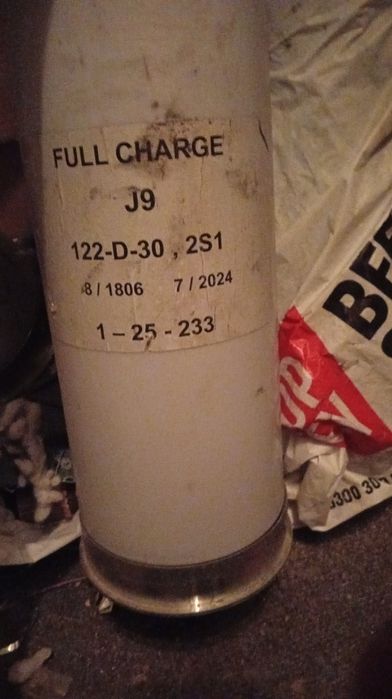 FULL CHARGE
J9
122-D-30 , 2S1
8 / 1806 7 / 2024
1 – 25 - 233